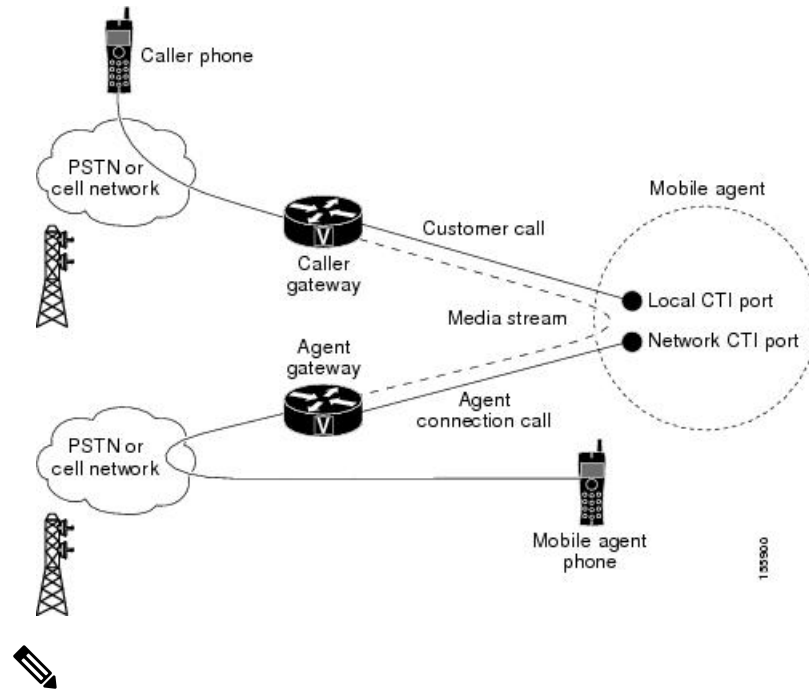 Caller phone
PSTN or
cell network
Mobile agent
Customer call
V
Caller
gateway
Local CTI port
Media stream
Network CTI port
Agent
gateway
V
Agent
connection call
PSTN or
cell network
Mobile agent
phone
155900